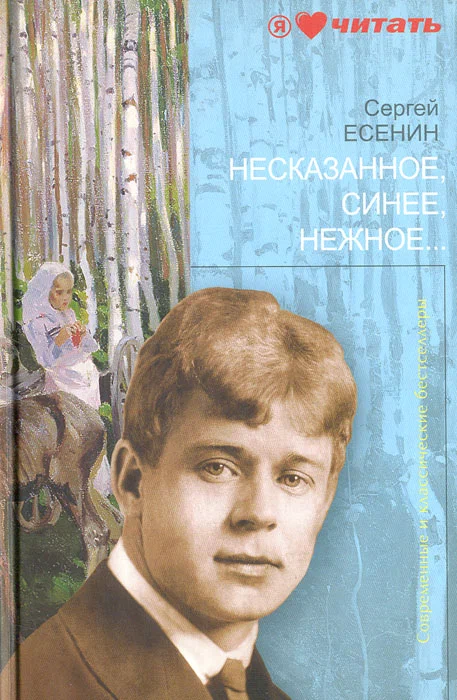 Я ❤ читать
Сергей
ЕСЕНИН
НЕСКАЗАННОЕ,
СИНЕЕ,
НЕЖНОЕ...
Современные и классические бестселлеры